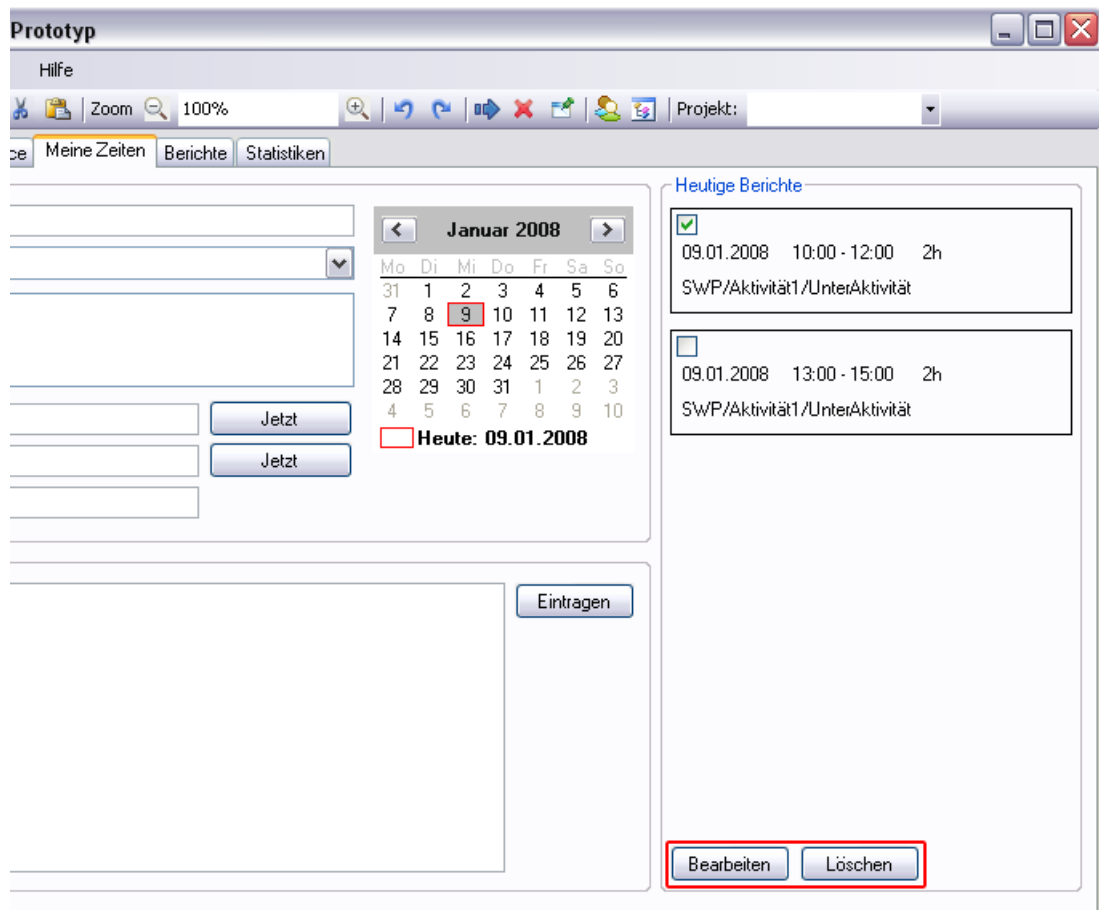 Prototyp
Hilfe
Zoom 100% Projekt:
ce Meine Zeiten Berichte Statistiken
Januar 2008
Mo Di Mi Do Fr Sa So
31 1 2 3 4 5 6
7 8 9 10 11 12 13
14 15 16 17 18 19 20
21 22 23 24 25 26 27
28 29 30 31 1 2 3
4 5 6 7 8 9 10
Heute: 09.01.2008
Jetzt
Jetzt
Eintragen
Heutige Berichte
09.01.2008 10:00 - 12:00 2h
SWP/Aktivität1/UnterAktivität
09.01.2008 13:00 - 15:00 2h
SWP/Aktivität1/UnterAktivität
Bearbeiten Löschen